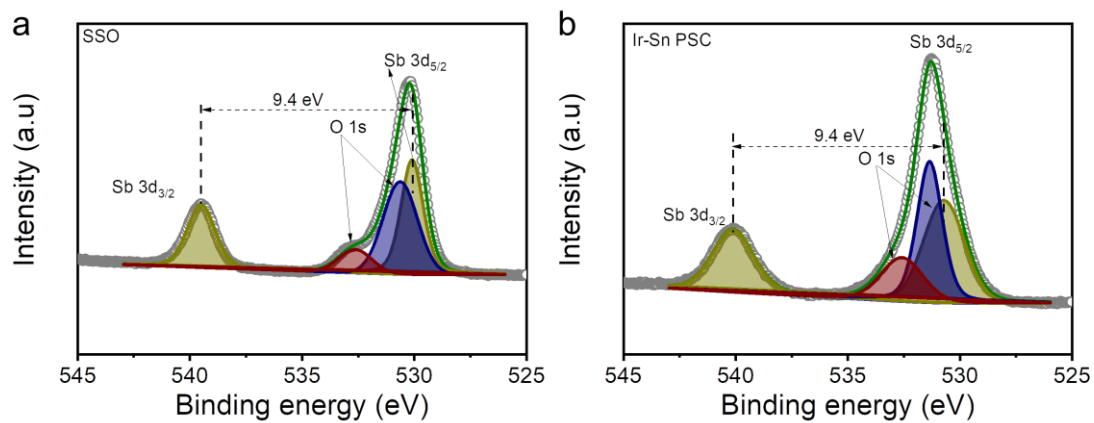 a
SSO
Sb 3d5/2
9.4 eV
O 1s
Sb 3d3/2
Intensity (a.u)
545 540 535 530 525
Binding energy (eV)
b
Ir-Sn PSC
Sb 3d5/2
9.4 eV
O 1s
Sb 3d3/2
Intensity (a.u)
545 540 535 530 525
Binding energy (eV)